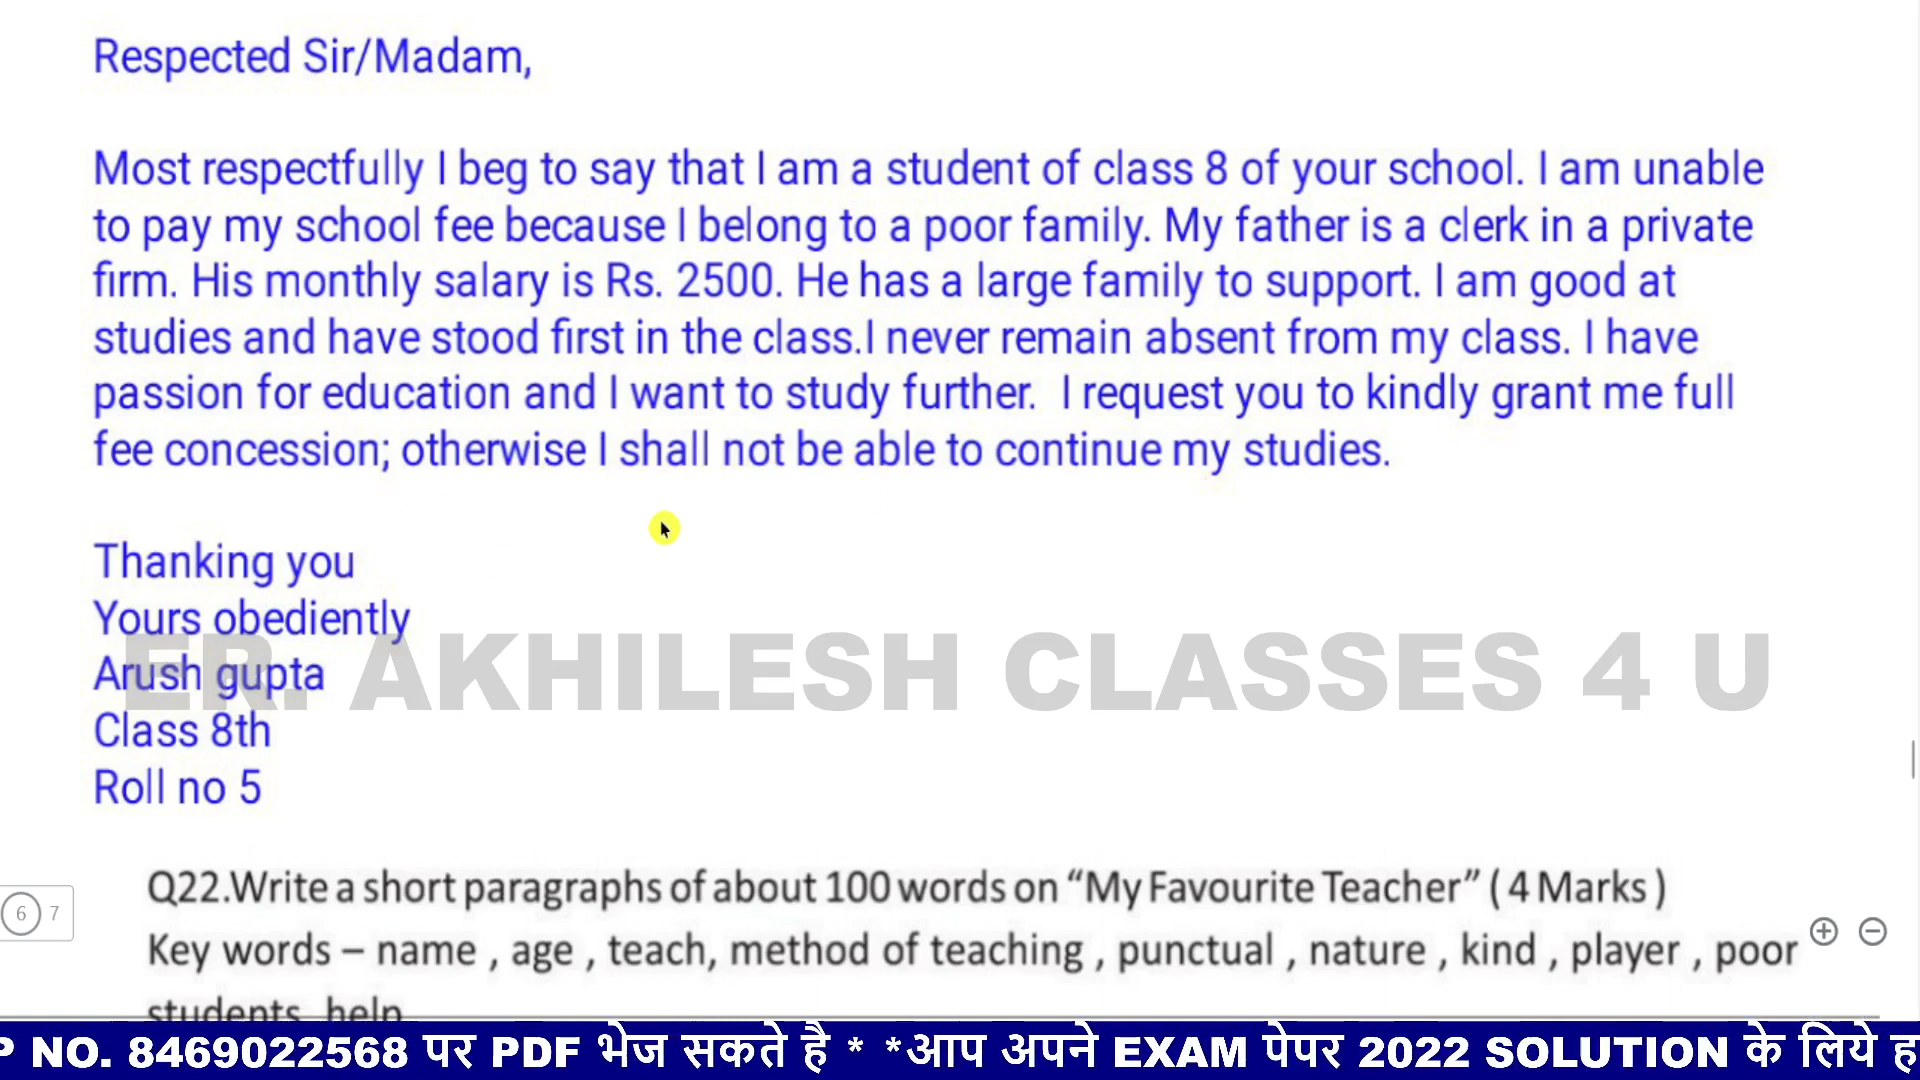 Respected Sir/Madam,
Most respectfully I beg to say that I am a student of class 8 of your school. I am unable
to pay my school fee because I belong to a poor family. My father is a clerk in a private
firm. His monthly salary is Rs. 2500. He has a large family to support. I am good at
studies and have stood first in the class.I never remain absent from my class. I have
passion for education and I want to study further.  I request you to kindly grant me full
fee concession; otherwise I shall not be able to continue my studies.
Thanking you
Yours obediently
ER. AKHILESH CLASSES 4 U
Arush gupta
Class 8th
Roll no 5
Q22.Write a short paragraphs of about 100 words on “My Favourite Teacher” ( 4 Marks )
6 7
Key words – name , age , teach, method of teaching , punctual , nature , kind , player , poor
students, help
P NO. 8469022568 पर PDF भेज सकते है * *आप अपने EXAM पेपर 2022 SOLUTION के लिये ह